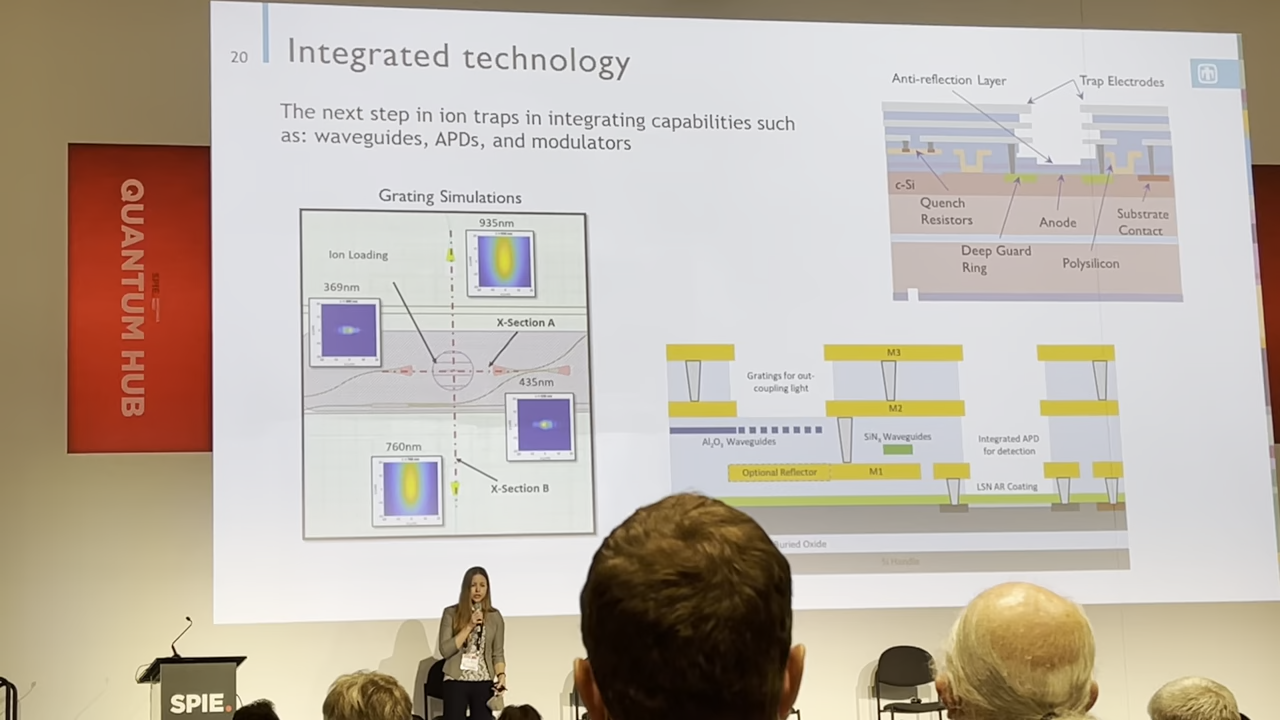 20
Integrated technology
The next step in ion traps in integrating capabilities such
as: waveguides, APDs, and modulators
Grating Simulations
935nm
Ion Loading
369nm
X-Section A
435nm
760nm
X-Section B
Anti-reflection Layer
Trap Electrodes
c-Si
Quench
Resistors
Anode
Substrate
Contact
Deep Guard
Ring
Polysilicon
M3
Gratings for out-
coupling light
M2
Al₂O₃ Waveguides
SiNₓ Waveguides
Integrated APD
for detection
Optional Reflector
M1
LSN AR Coating
Buried Oxide
Si Handle
QUANTUM HUB
SPIE.
SPIE.